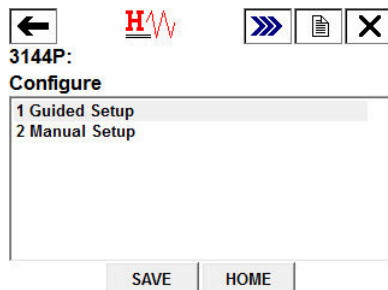 H
3144P:
Configure
1 Guided Setup
2 Manual Setup
SAVE HOME